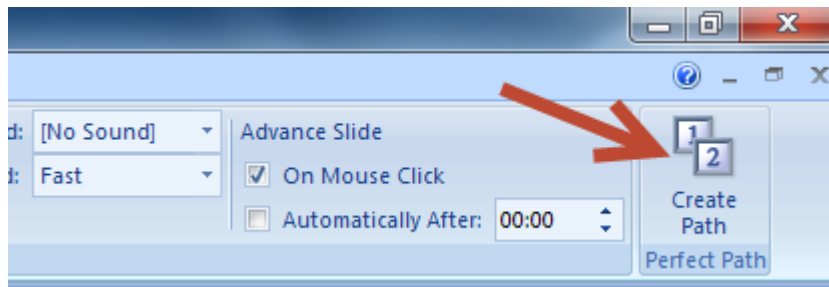 d: [No Sound]
d: Fast
Advance Slide
On Mouse Click
Automatically After: 00:00
1
2
Create
Path
Perfect Path